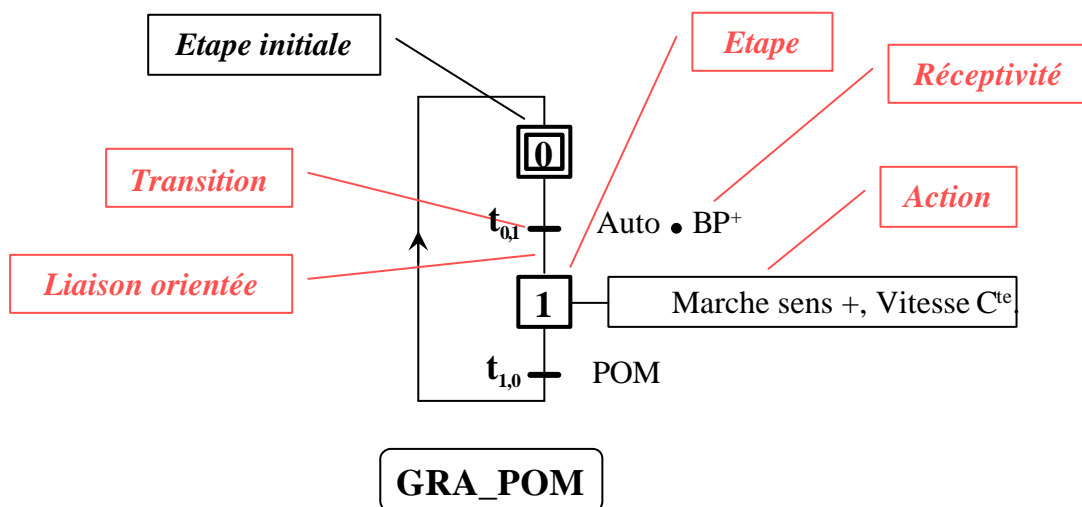 Etape initiale
Etape
Réceptivité
0
Transition
Action
t0,1
Auto • BP+
Liaison orientée
1
Marche sens +, Vitesse Cte.
t1,0
POM
GRA_POM